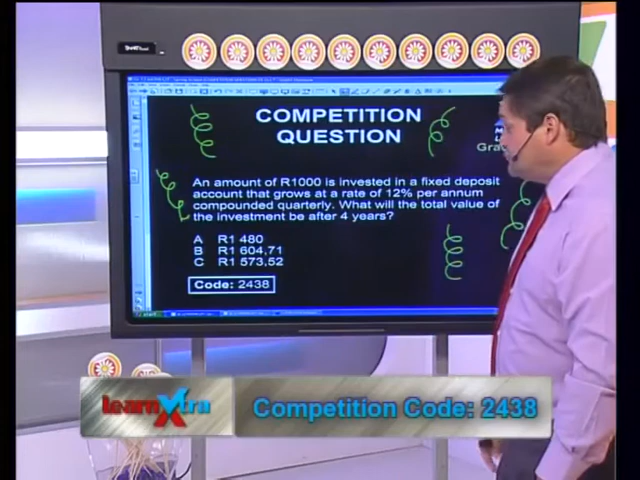 COMPETITION
QUESTION
An amount of R1000 is invested in a fixed deposit
account that grows at a rate of 12% per annum
compounded quarterly. What will the total value of
the investment be after 4 years?
A R1 480
B R1 604,71
C R1 573,52
Code: 2438
learnXtra
Competition Code: 2438